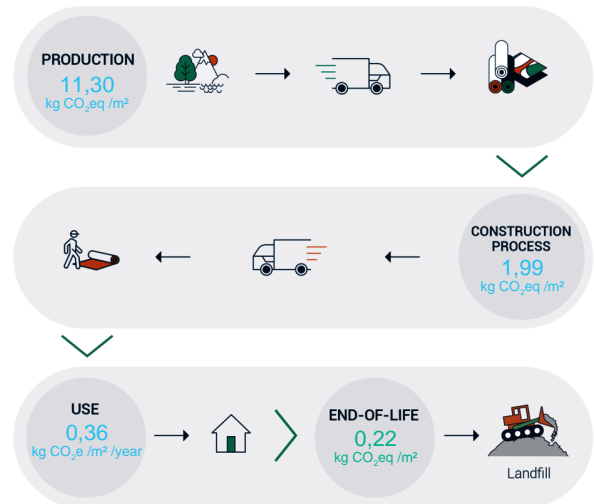 PRODUCTION
11,30
kg CO₂eq /m²
CONSTRUCTION
PROCESS
1,99
kg CO₂eq /m²
USE
0,36
kg CO₂e /m² /year
END-OF-LIFE
0,22
kg CO₂eq /m²
Landfill